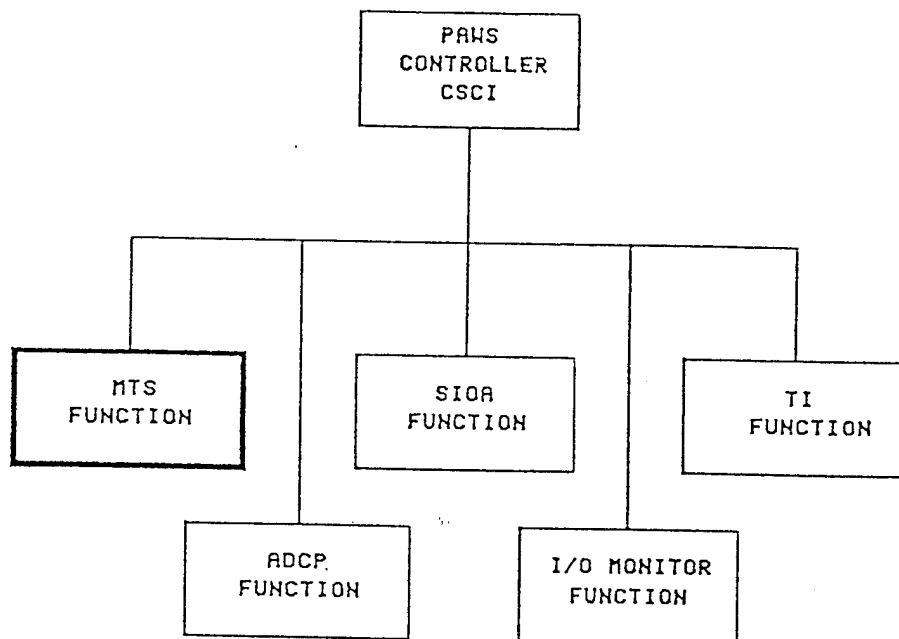 PAWS
CONTROLLER
CSCI
MTS
FUNCTION
SIOA
FUNCTION
TI
FUNCTION
ADCP
FUNCTION
I/O MONITOR
FUNCTION